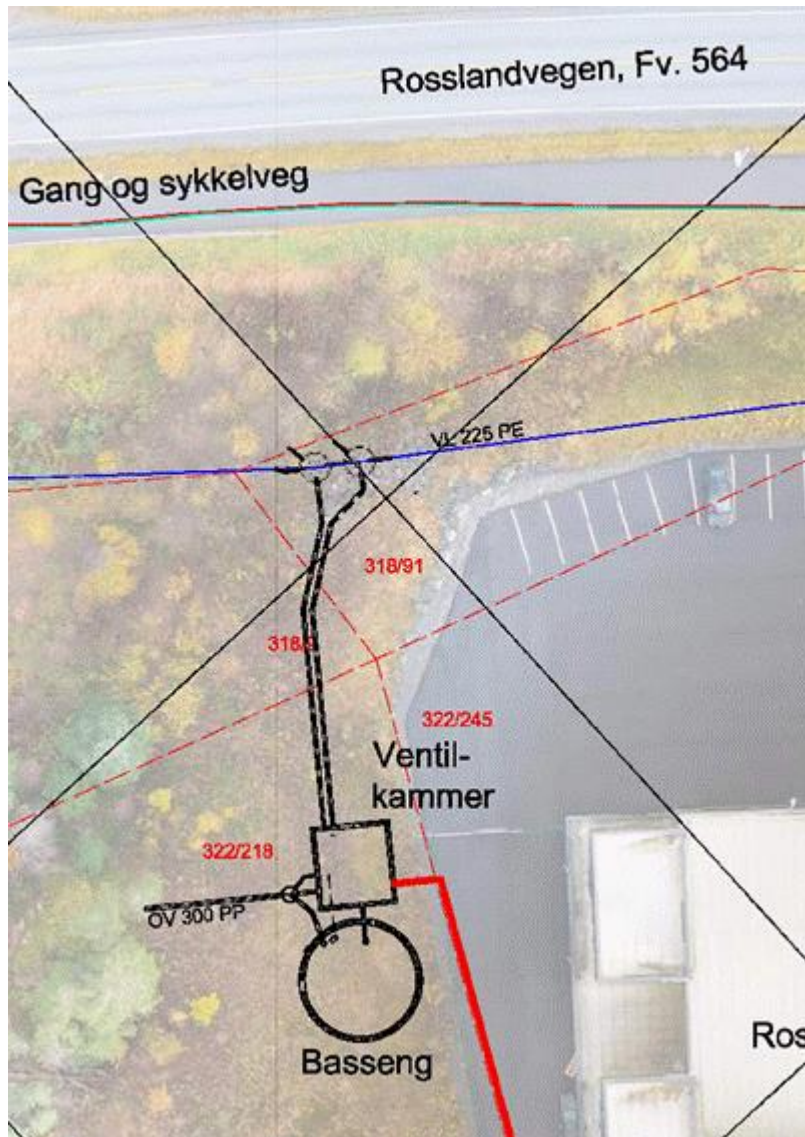 Rosslandvegen, Fv. 564
Gang og sykkelveg
VL 225 PE
318/91
322/245
Ventil-
kammer
322/218
OV 300 PP
Basseng